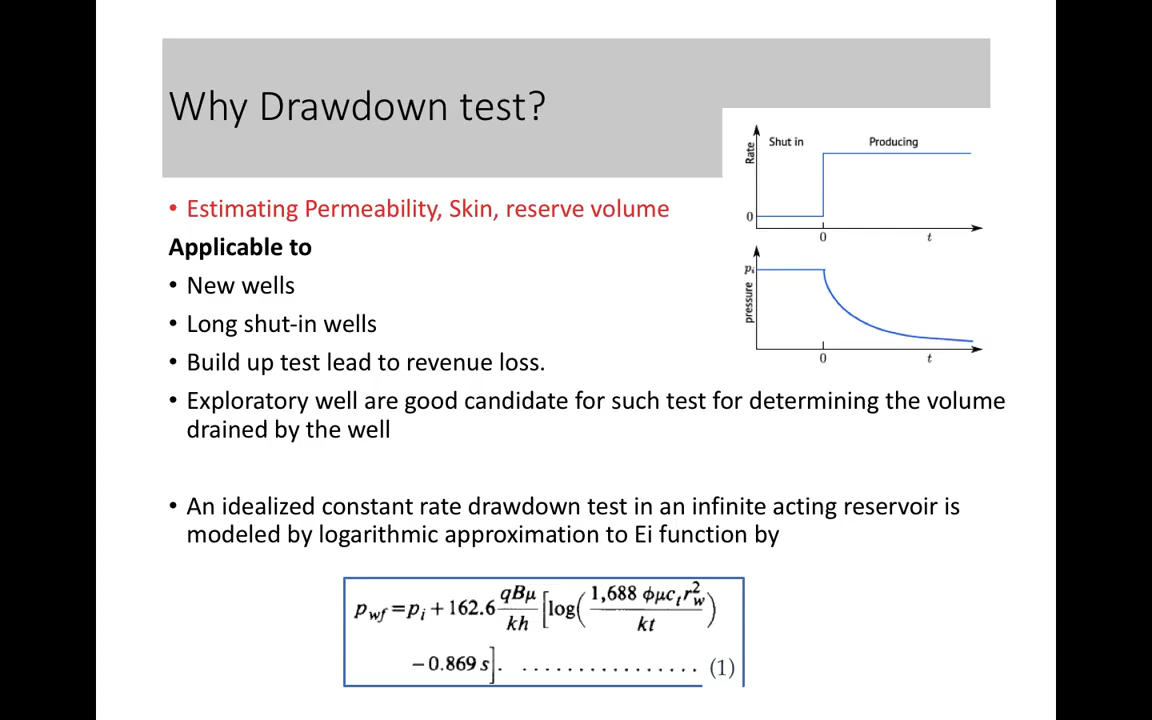 Why Drawdown test?
Rate
Shut in
Producing
0
0
t
pi
pressure
0
t
• Estimating Permeability, Skin, reserve volume
Applicable to
• New wells
• Long shut-in wells
• Build up test lead to revenue loss.
• Exploratory well are good candidate for such test for determining the volume
drained by the well
• An idealized constant rate drawdown test in an infinite acting reservoir is
modeled by logarithmic approximation to Ei function by
p_wf = p_i + 162.6 qBμ/kh [log(1,688 ϕμc_t r_w^2 / kt)
− 0.869 s]. ................ (1)